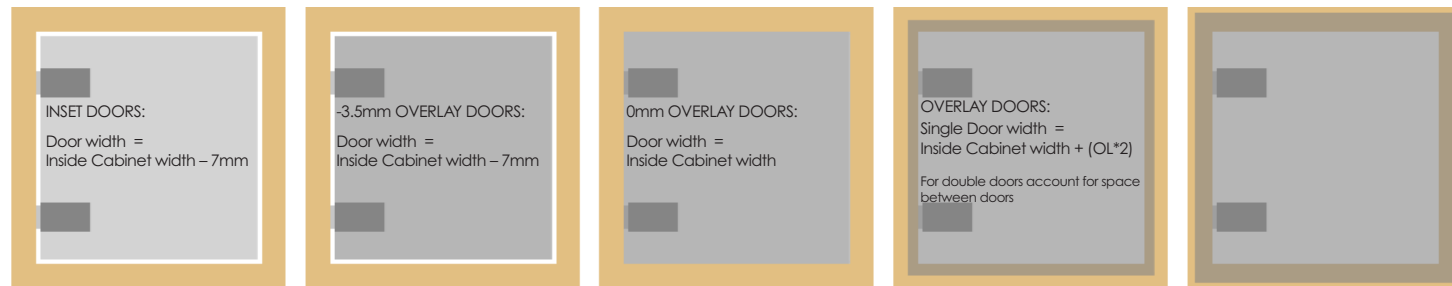 INSET DOORS:
Door width =
Inside Cabinet width – 7mm
-3.5mm OVERLAY DOORS:
Door width =
Inside Cabinet width – 7mm
0mm OVERLAY DOORS:
Door width =
Inside Cabinet width
OVERLAY DOORS:
Single Door width =
Inside Cabinet width + (OL*2)
For double doors account for space
between doors